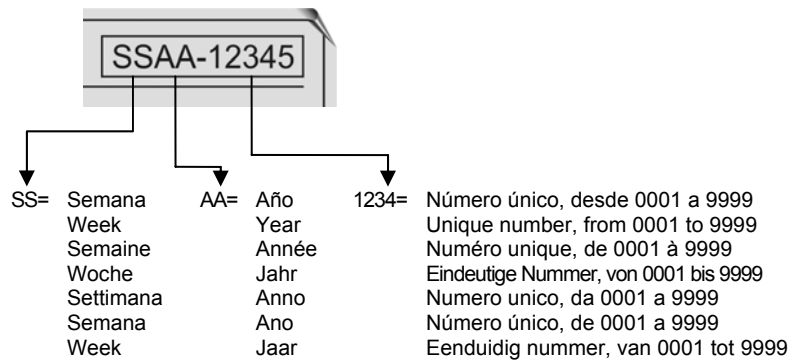 SSAA-12345
SS= Semana AA= Año 1234= Número único, desde 0001 a 9999
Week Year Unique number, from 0001 to 9999
Semaine Année Numéro unique, de 0001 à 9999
Woche Jahr Eindeutige Nummer, von 0001 bis 9999
Settimana Anno Numero unico, da 0001 a 9999
Semana Ano Número único, de 0001 a 9999
Week Jaar Eenduidig nummer, van 0001 tot 9999